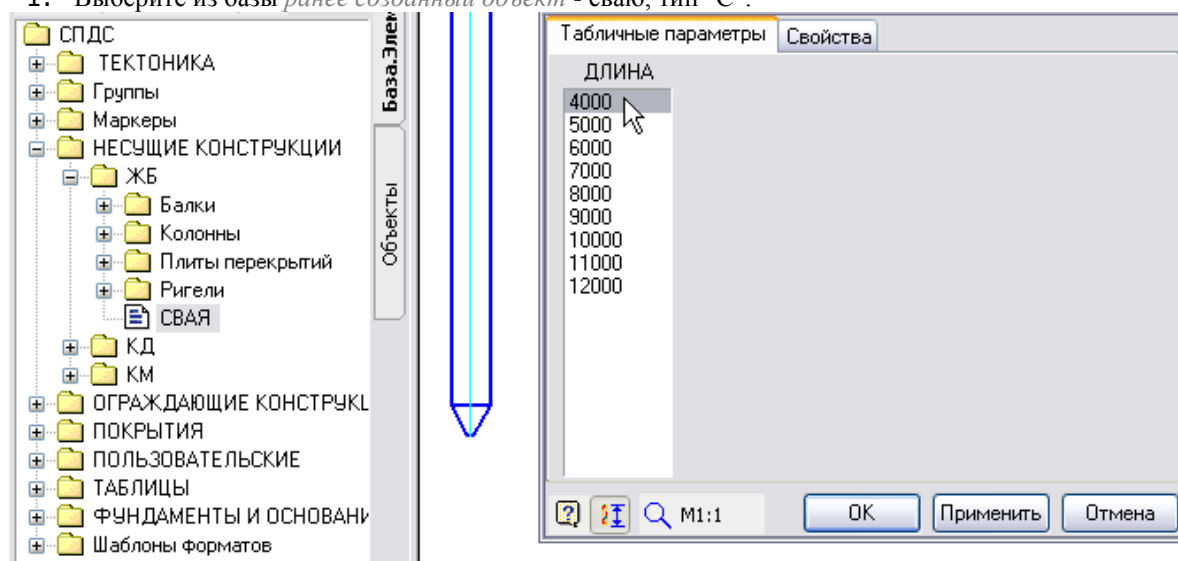 1. Выберите из базы ранее созданный объект - сваю, тип "С".
СПДС
ТЕКТОНИКА
Группы
Маркеры
НЕСУЩИЕ КОНСТРУКЦИИ
ЖБ
Балки
Колонны
Плиты перекрытий
Ригели
СВАЯ
КД
КМ
ОГРАЖДАЮЩИЕ КОНСТРУКЦ
ПОКРЫТИЯ
ПОЛЬЗОВАТЕЛЬСКИЕ
ТАБЛИЦЫ
ФУНДАМЕНТЫ И ОСНОВАНИ
Шаблоны форматов
База.Элем
Объекты
Табличные параметры
Свойства
ДЛИНА
4000
5000
6000
7000
8000
9000
10000
11000
12000
M1:1
OK
Применить
Отмена